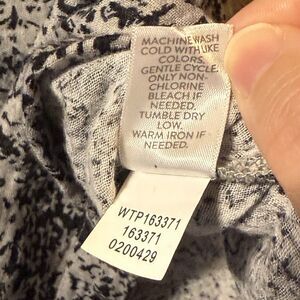 MACHINE WASH
COLD WITH LIKE
COLORS.
GENTLE CYCLE.
ONLY NON-
CHLORINE
BLEACH IF
NEEDED.
TUMBLE DRY
LOW.
WARM IRON IF
NEEDED.
WTP163371
163371
0200429